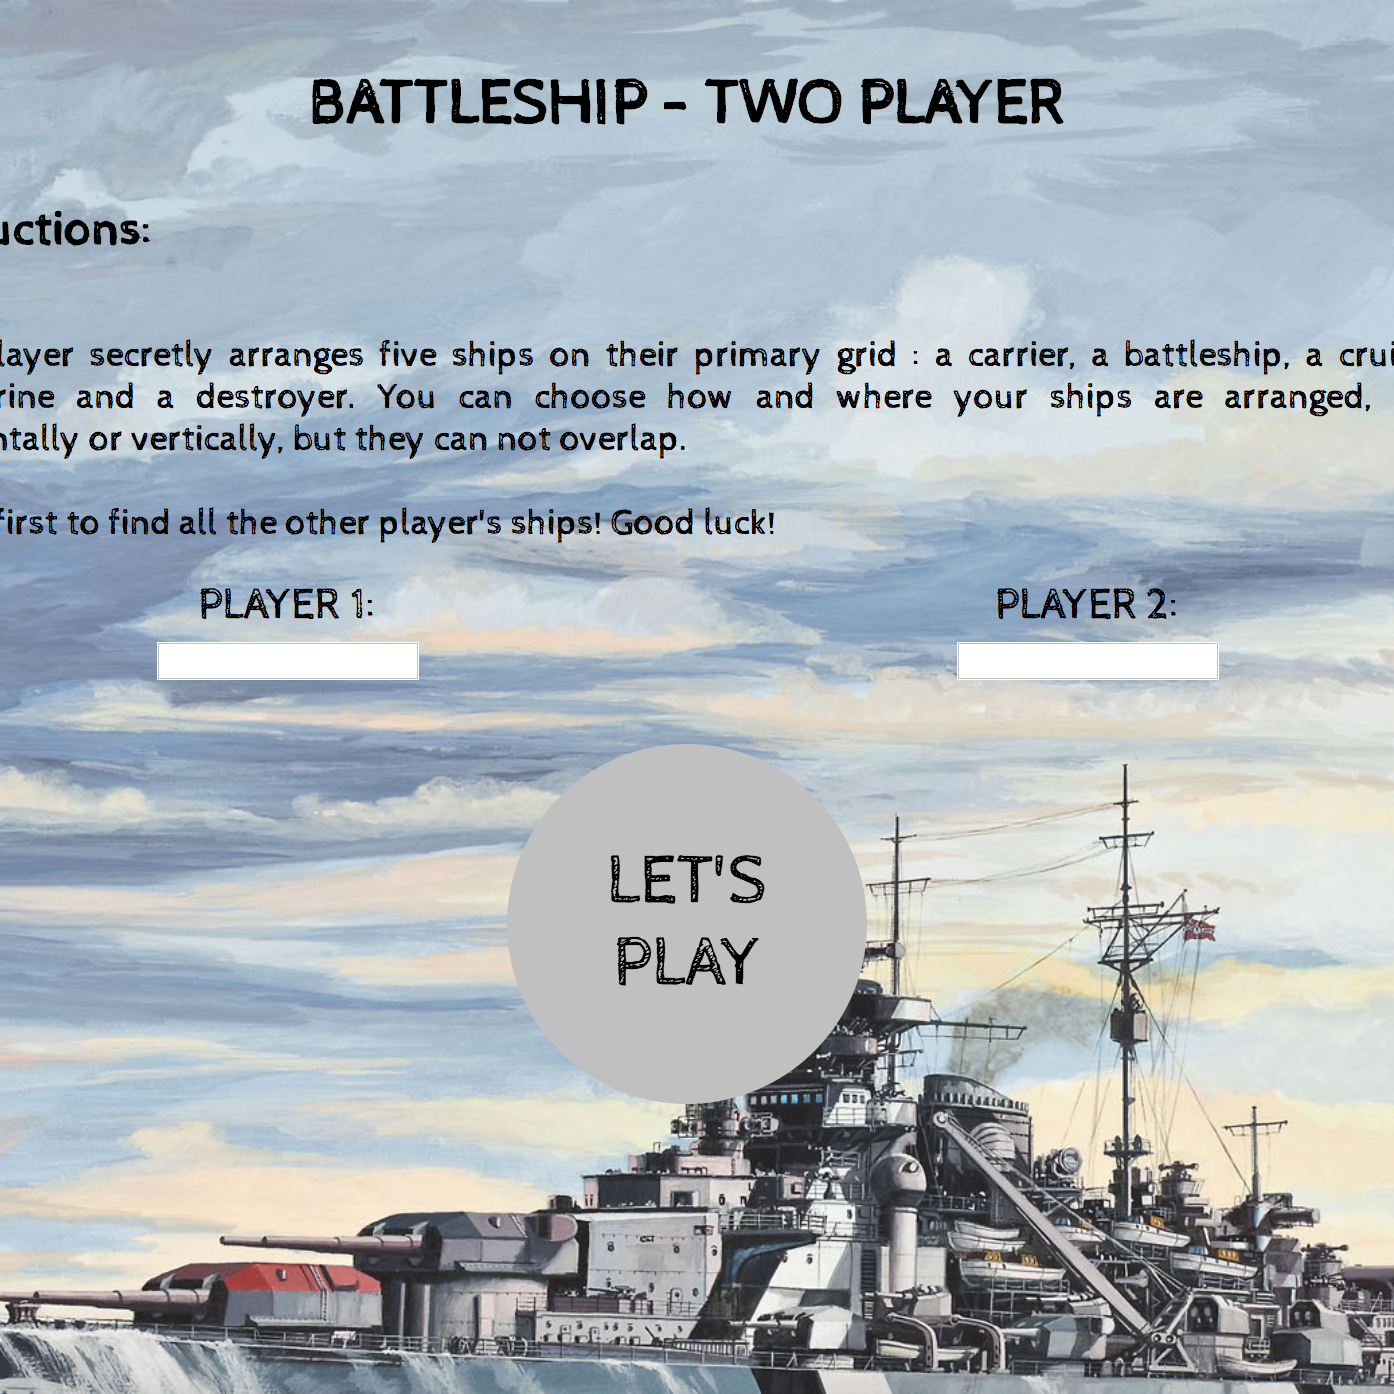 BATTLESHIP - TWO PLAYER
uctions:
layer secretly arranges five ships on their primary grid : a carrier, a battleship, a crui
rine and a destroyer. You can choose how and where your ships are arranged,
ntally or vertically, but they can not overlap.
first to find all the other player's ships! Good luck!
PLAYER 1:
PLAYER 2:
LET'S
PLAY